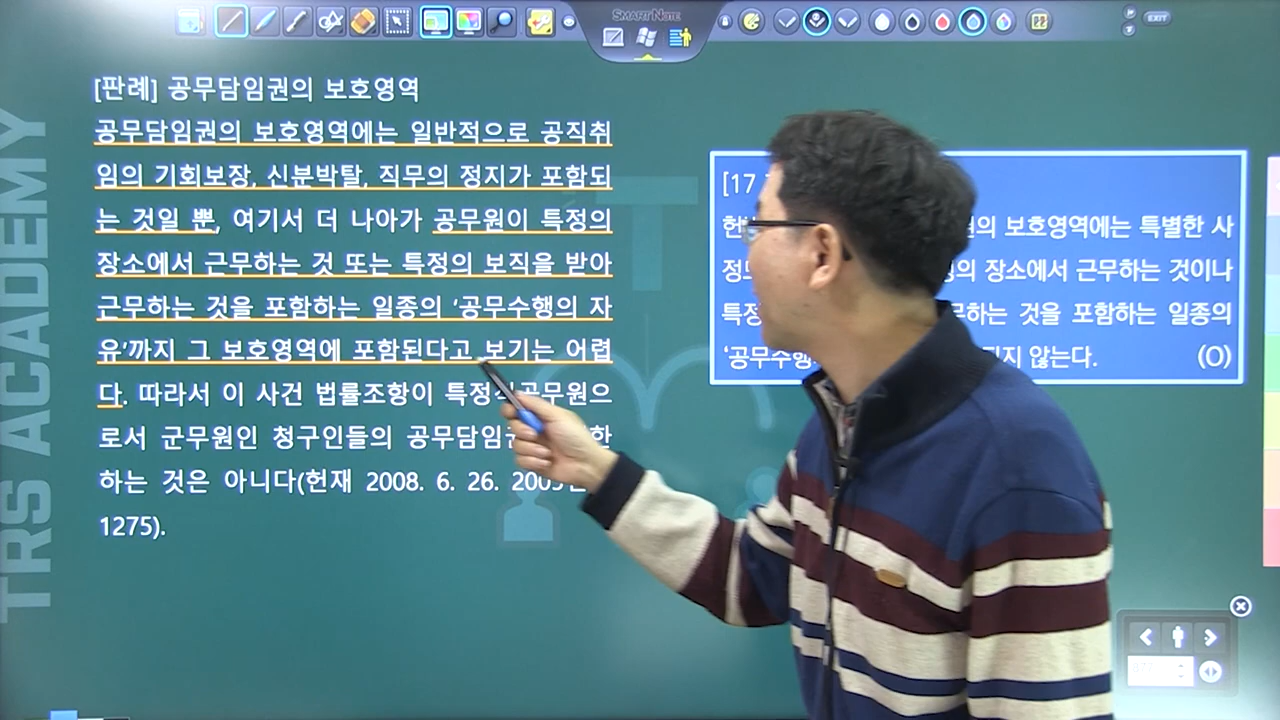 SMART NOTE
EXIT
TRS ACADEMY
[판례] 공무담임권의 보호영역
공무담임권의 보호영역에는 일반적으로 공직취
임의 기회보장, 신분박탈, 직무의 정지가 포함되
는 것일 뿐, 여기서 더 나아가 공무원이 특정의
장소에서 근무하는 것 또는 특정의 보직을 받아
근무하는 것을 포함하는 일종의 ‘공무수행의 자
유’까지 그 보호영역에 포함된다고 보기는 어렵
다. 따라서 이 사건 법률조항이 특정직공무원으
로서 군무원인 청구인들의 공무담임권
하는 것은 아니다(헌재 2008. 6. 26. 2005
1275).
[17
보호영역에는 특별한 사
장소에서 근무하는 것이나
것을 포함하는 일종의
‘공무수행 않는다. (O)